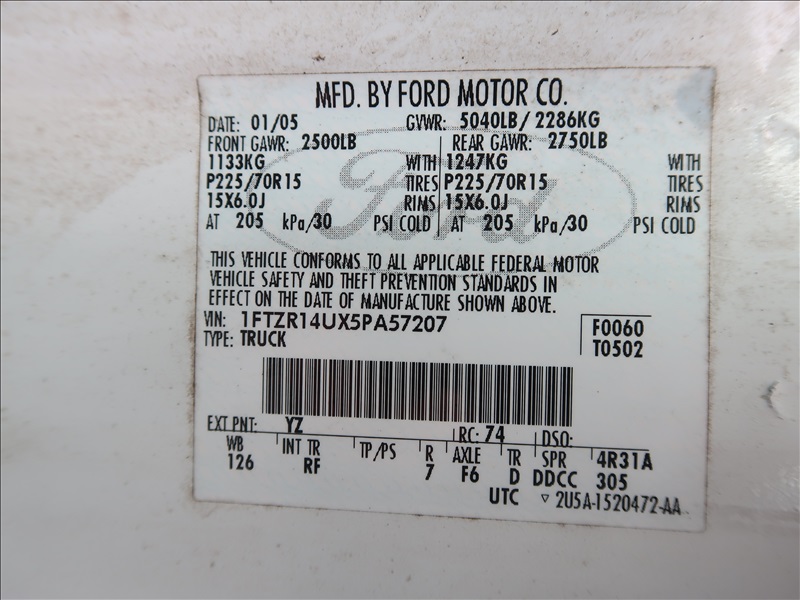 MFD. BY FORD MOTOR CO.
DATE: 01/05 GVWR: 5040LB/ 2286KG
FRONT GAWR: 2500LB REAR GAWR: 2750LB
1133KG WITH 1247KG WITH
P225/70R15 TIRES P225/70R15 TIRES
15X6.0J RIMS 15X6.0J RIMS
AT 205 kPa/30 PSI COLD AT 205 kPa/30 PSI COLD
Ford
THIS VEHICLE CONFORMS TO ALL APPLICABLE FEDERAL MOTOR
VEHICLE SAFETY AND THEFT PREVENTION STANDARDS IN
EFFECT ON THE DATE OF MANUFACTURE SHOWN ABOVE.
VIN: 1FTZR14UX5PA57207 F0060
TYPE: TRUCK T0502
EXT PNT: YZ RC: 74 DSO:
WB INT TR TP/PS R AXLE TR SPR 4R31A
126 RF 7 F6 D DDCC 305
UTC ▽ 2U5A-1520472-AA